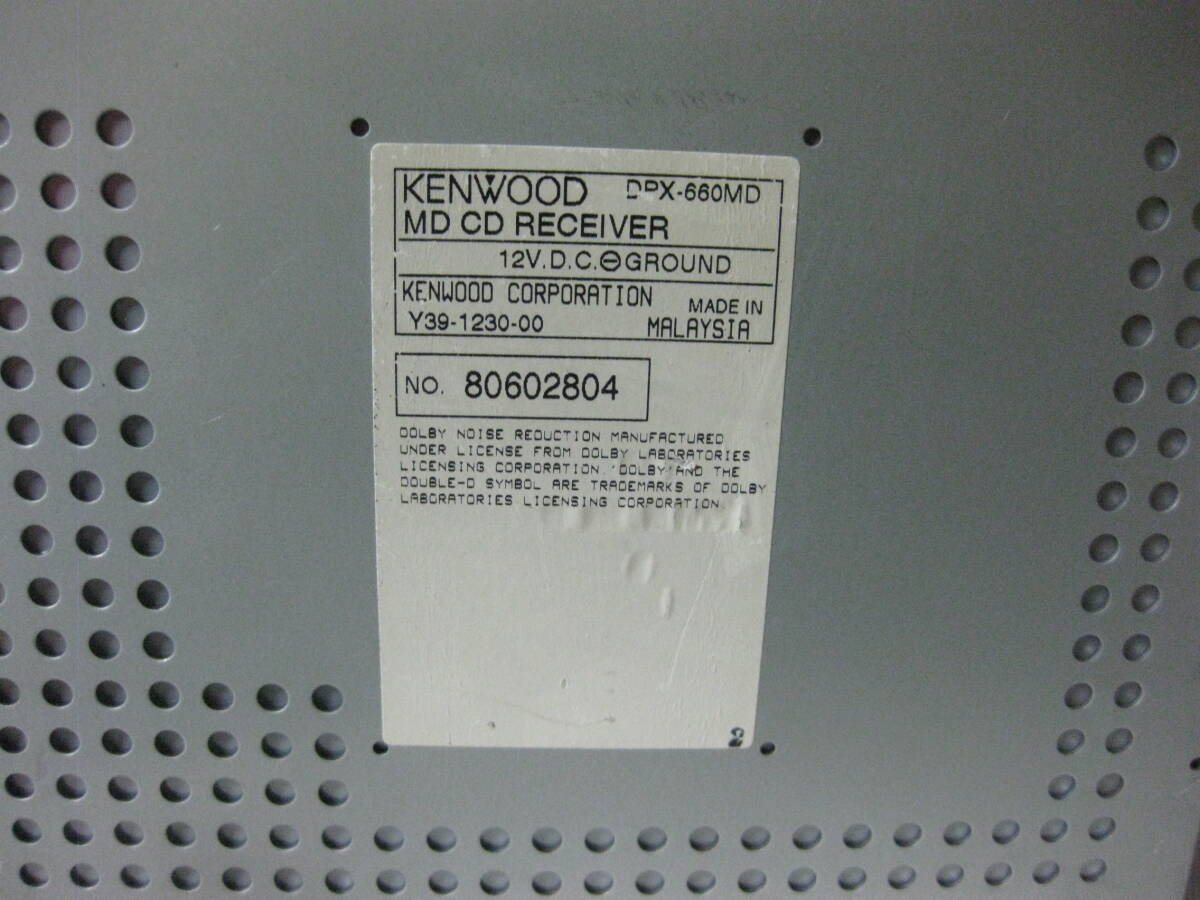 KENWOOD DPX-660MD
MD CD RECEIVER
12V.D.C.⊖GROUND
KENWOOD CORPORATION MADE IN
Y39-1230-00 MALAYSIA
NO. 80602804
DOLBY NOISE REDUCTION MANUFACTURED
UNDER LICENSE FROM DOLBY LABORATORIES
LICENSING CORPORATION. 'DOLBY' AND THE
DOUBLE-D SYMBOL ARE TRADEMARKS OF DOLBY
LABORATORIES LICENSING CORPORATION.